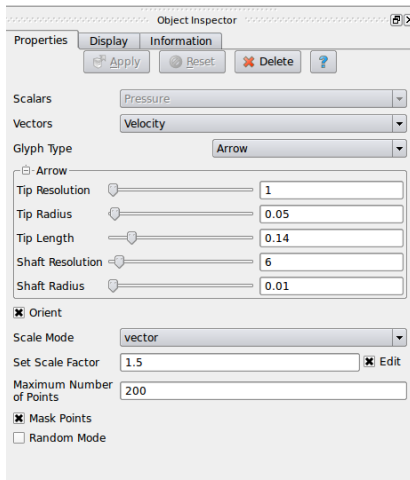 Object Inspector
Properties Display Information
Apply Reset Delete ?
Scalars Pressure
Vectors Velocity
Glyph Type Arrow
Arrow
Tip Resolution 1
Tip Radius 0.05
Tip Length 0.14
Shaft Resolution 6
Shaft Radius 0.01
Orient
Scale Mode vector
Set Scale Factor 1.5 Edit
Maximum Number
of Points 200
Mask Points
Random Mode